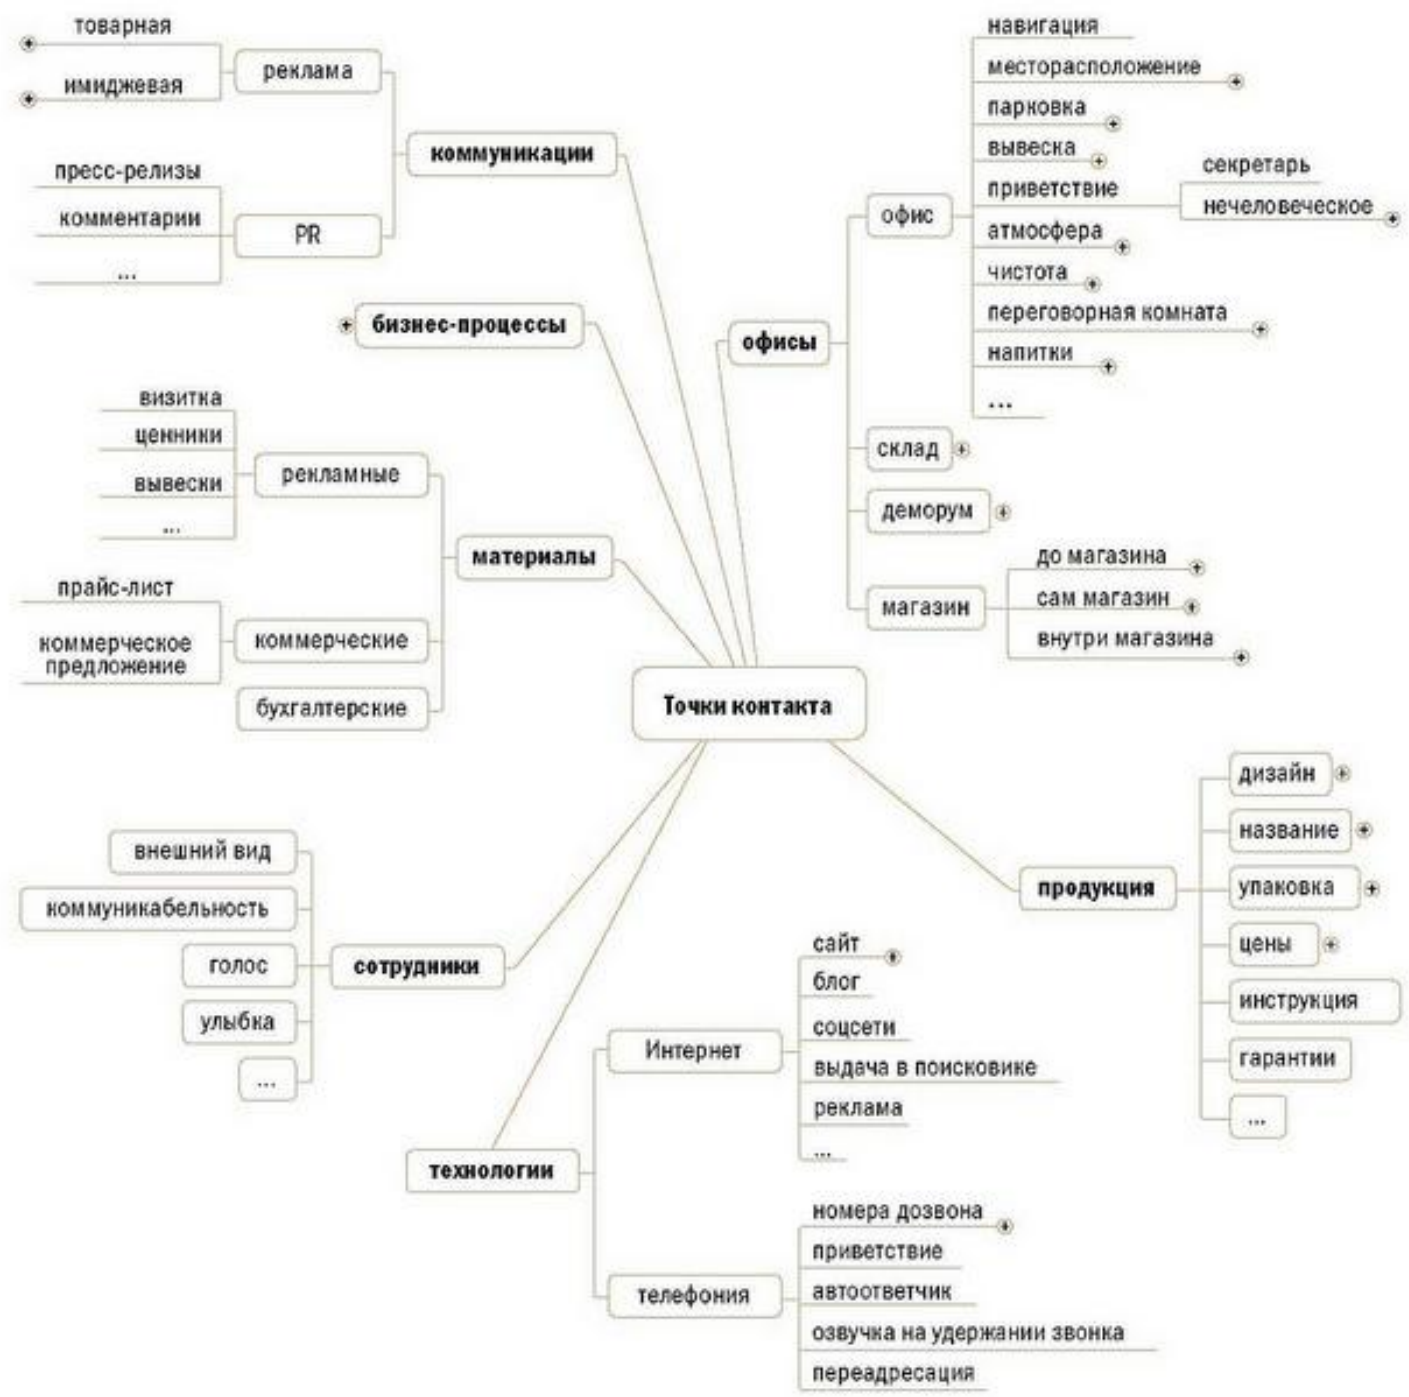 товарная
имиджевая
реклама
пресс-релизы
комментарии
...
PR
коммуникации
бизнес-процессы
визитка
ценники
вывески
...
рекламные
прайс-лист
коммерческое
предложение
коммерческие
бухгалтерские
материалы
навигация
месторасположение
парковка
вывеска
приветствие
секретарь
нечеловеческое
атмосфера
чистота
переговорная комната
напитки
...
офис
офисы
склад
деморум
магазин
до магазина
сам магазин
внутри магазина
Точки контакта
внешний вид
коммуникабельность
голос
улыбка
...
сотрудники
дизайн
название
упаковка
цены
инструкция
гарантии
...
продукция
сайт
блог
соцсети
выдача в поисковике
реклама
...
Интернет
технологии
телефония
номера дозвона
приветствие
автоответчик
озвучка на удержании звонка
переадресация